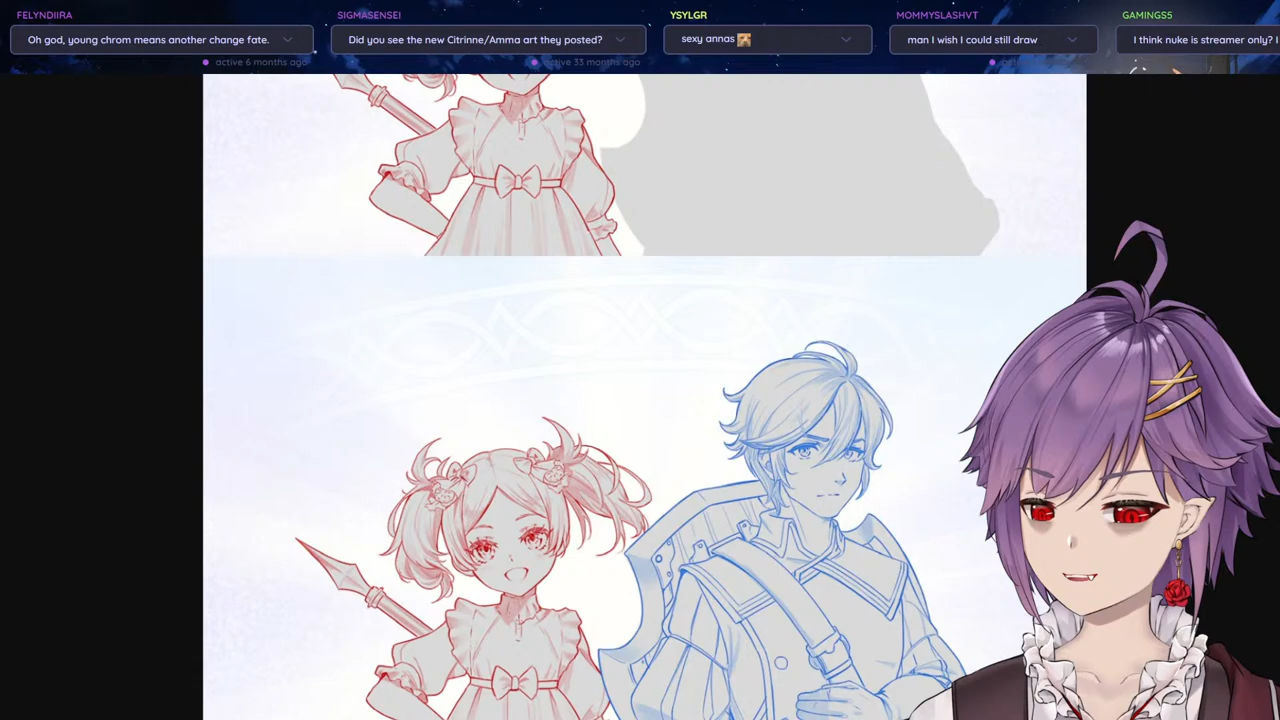 FELYNDIIRA
Oh god, young chrom means another change fate.
active 6 months ago
SIGMASENSEI
Did you see the new Citrinne/Amma art they posted?
active 33 months ago
YSYLGR
sexy annas
MOMMYSLASHVT
man I wish I could still draw
GAMINGS5
I think nuke is streamer only? I